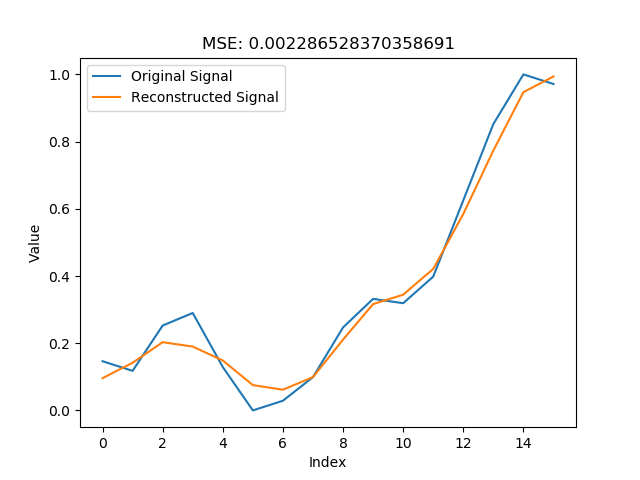 MSE: 0.002286528370358691
Original Signal
Reconstructed Signal
1.0
0.8
0.6
0.4
0.2
0.0
Value
0 2 4 6 8 10 12 14
Index